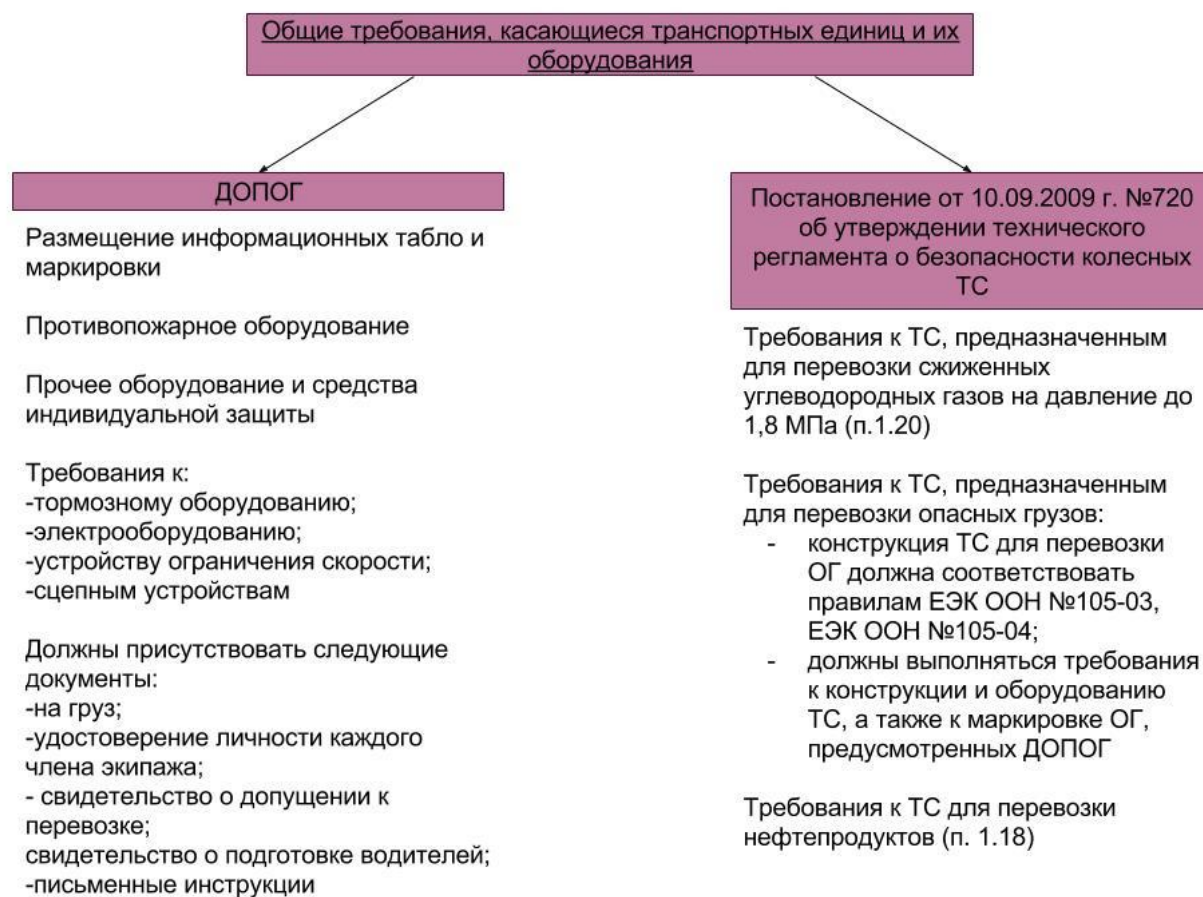 Общие требования, касающиеся транспортных единиц и их
оборудования
ДОПОГ
Размещение информационных табло и
маркировки
Противопожарное оборудование
Прочее оборудование и средства
индивидуальной защиты
Требования к:
-тормозному оборудованию;
-электрооборудованию;
-устройству ограничения скорости;
-сцепным устройствам
Должны присутствовать следующие
документы:
-на груз;
-удостоверение личности каждого
члена экипажа;
- свидетельство о допущении к
перевозке;
свидетельство о подготовке водителей;
-письменные инструкции
Постановление от 10.09.2009 г. №720
об утверждении технического
регламента о безопасности колесных
ТС
Требования к ТС, предназначенным
для перевозки сжиженных
углеводородных газов на давление до
1,8 МПа (п.1.20)
Требования к ТС, предназначенным
для перевозки опасных грузов:
- конструкция ТС для перевозки
ОГ должна соответствовать
правилам ЕЭК ООН №105-03,
ЕЭК ООН №105-04;
- должны выполняться требования
к конструкции и оборудованию
ТС, а также к маркировке ОГ,
предусмотренных ДОПОГ
Требования к ТС для перевозки
нефтепродуктов (п. 1.18)